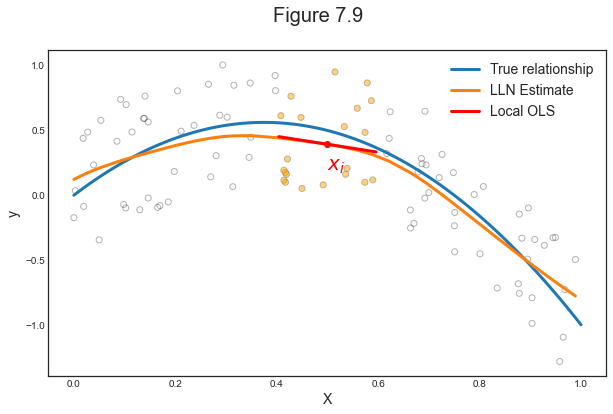 Figure 7.9
True relationship
LLN Estimate
Local OLS
x_i
y
1.0
0.5
0.0
−0.5
−1.0
0.0 0.2 0.4 0.6 0.8 1.0
X